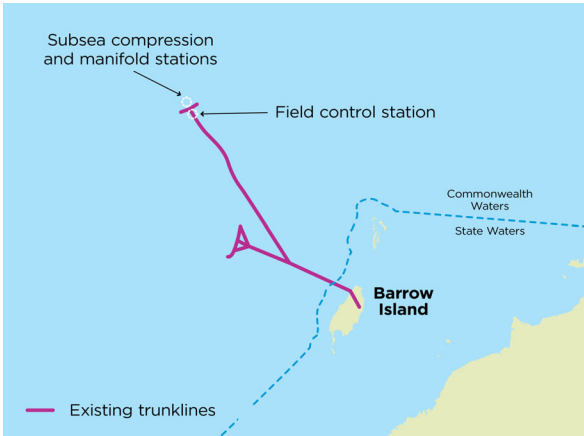 Subsea compression
and manifold stations
Field control station
Commonwealth
Waters
State Waters
Barrow
Island
Existing trunklines